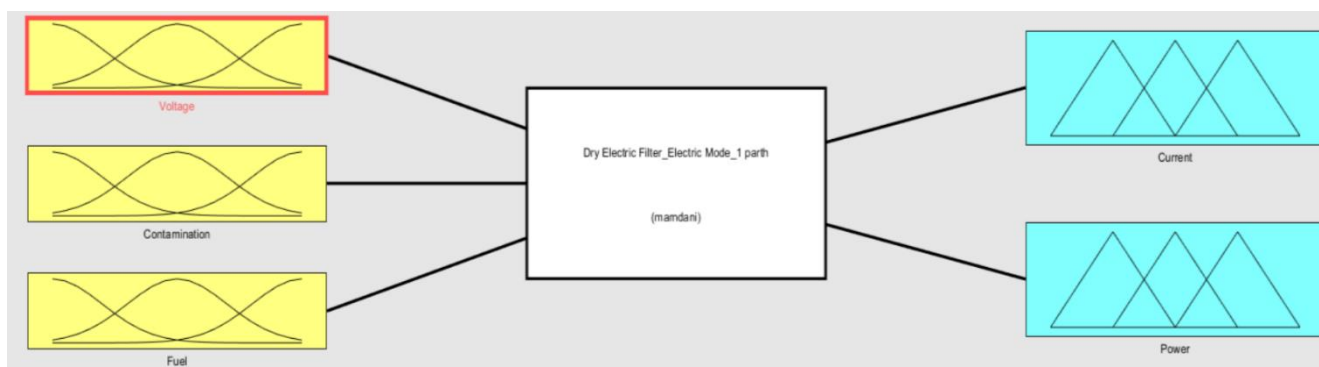 Voltage
Contamination
Fuel
Dry Electric Filter_Electric Mode_1 parth
(mamdani)
Current
Power